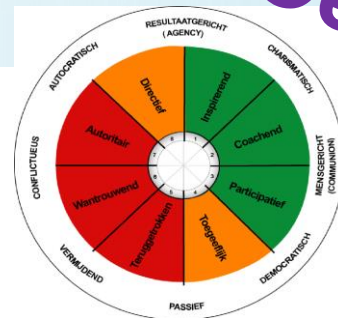 RESULTAATGERICHT
(AGENCY)
CHARISMATISCH
MENSGERICHT
(COMMUNION)
DEMOCRATISCH
PASSIEF
VERMIJDEND
CONFLICTUEUS
AUTOCRATISCH
Inspirerend
Coachend
Participatief
Toegeeflijk
Teruggetrokken
Wantrouwend
Autoritair
Directief